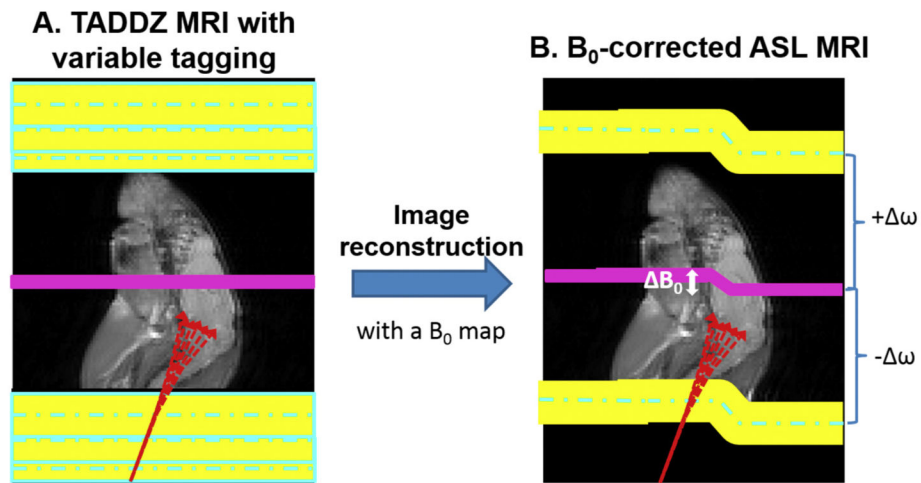 A. TADDZ MRI with
variable tagging
Image
reconstruction
with a B₀ map
B. B₀-corrected ASL MRI
+Δω
ΔB₀
-Δω